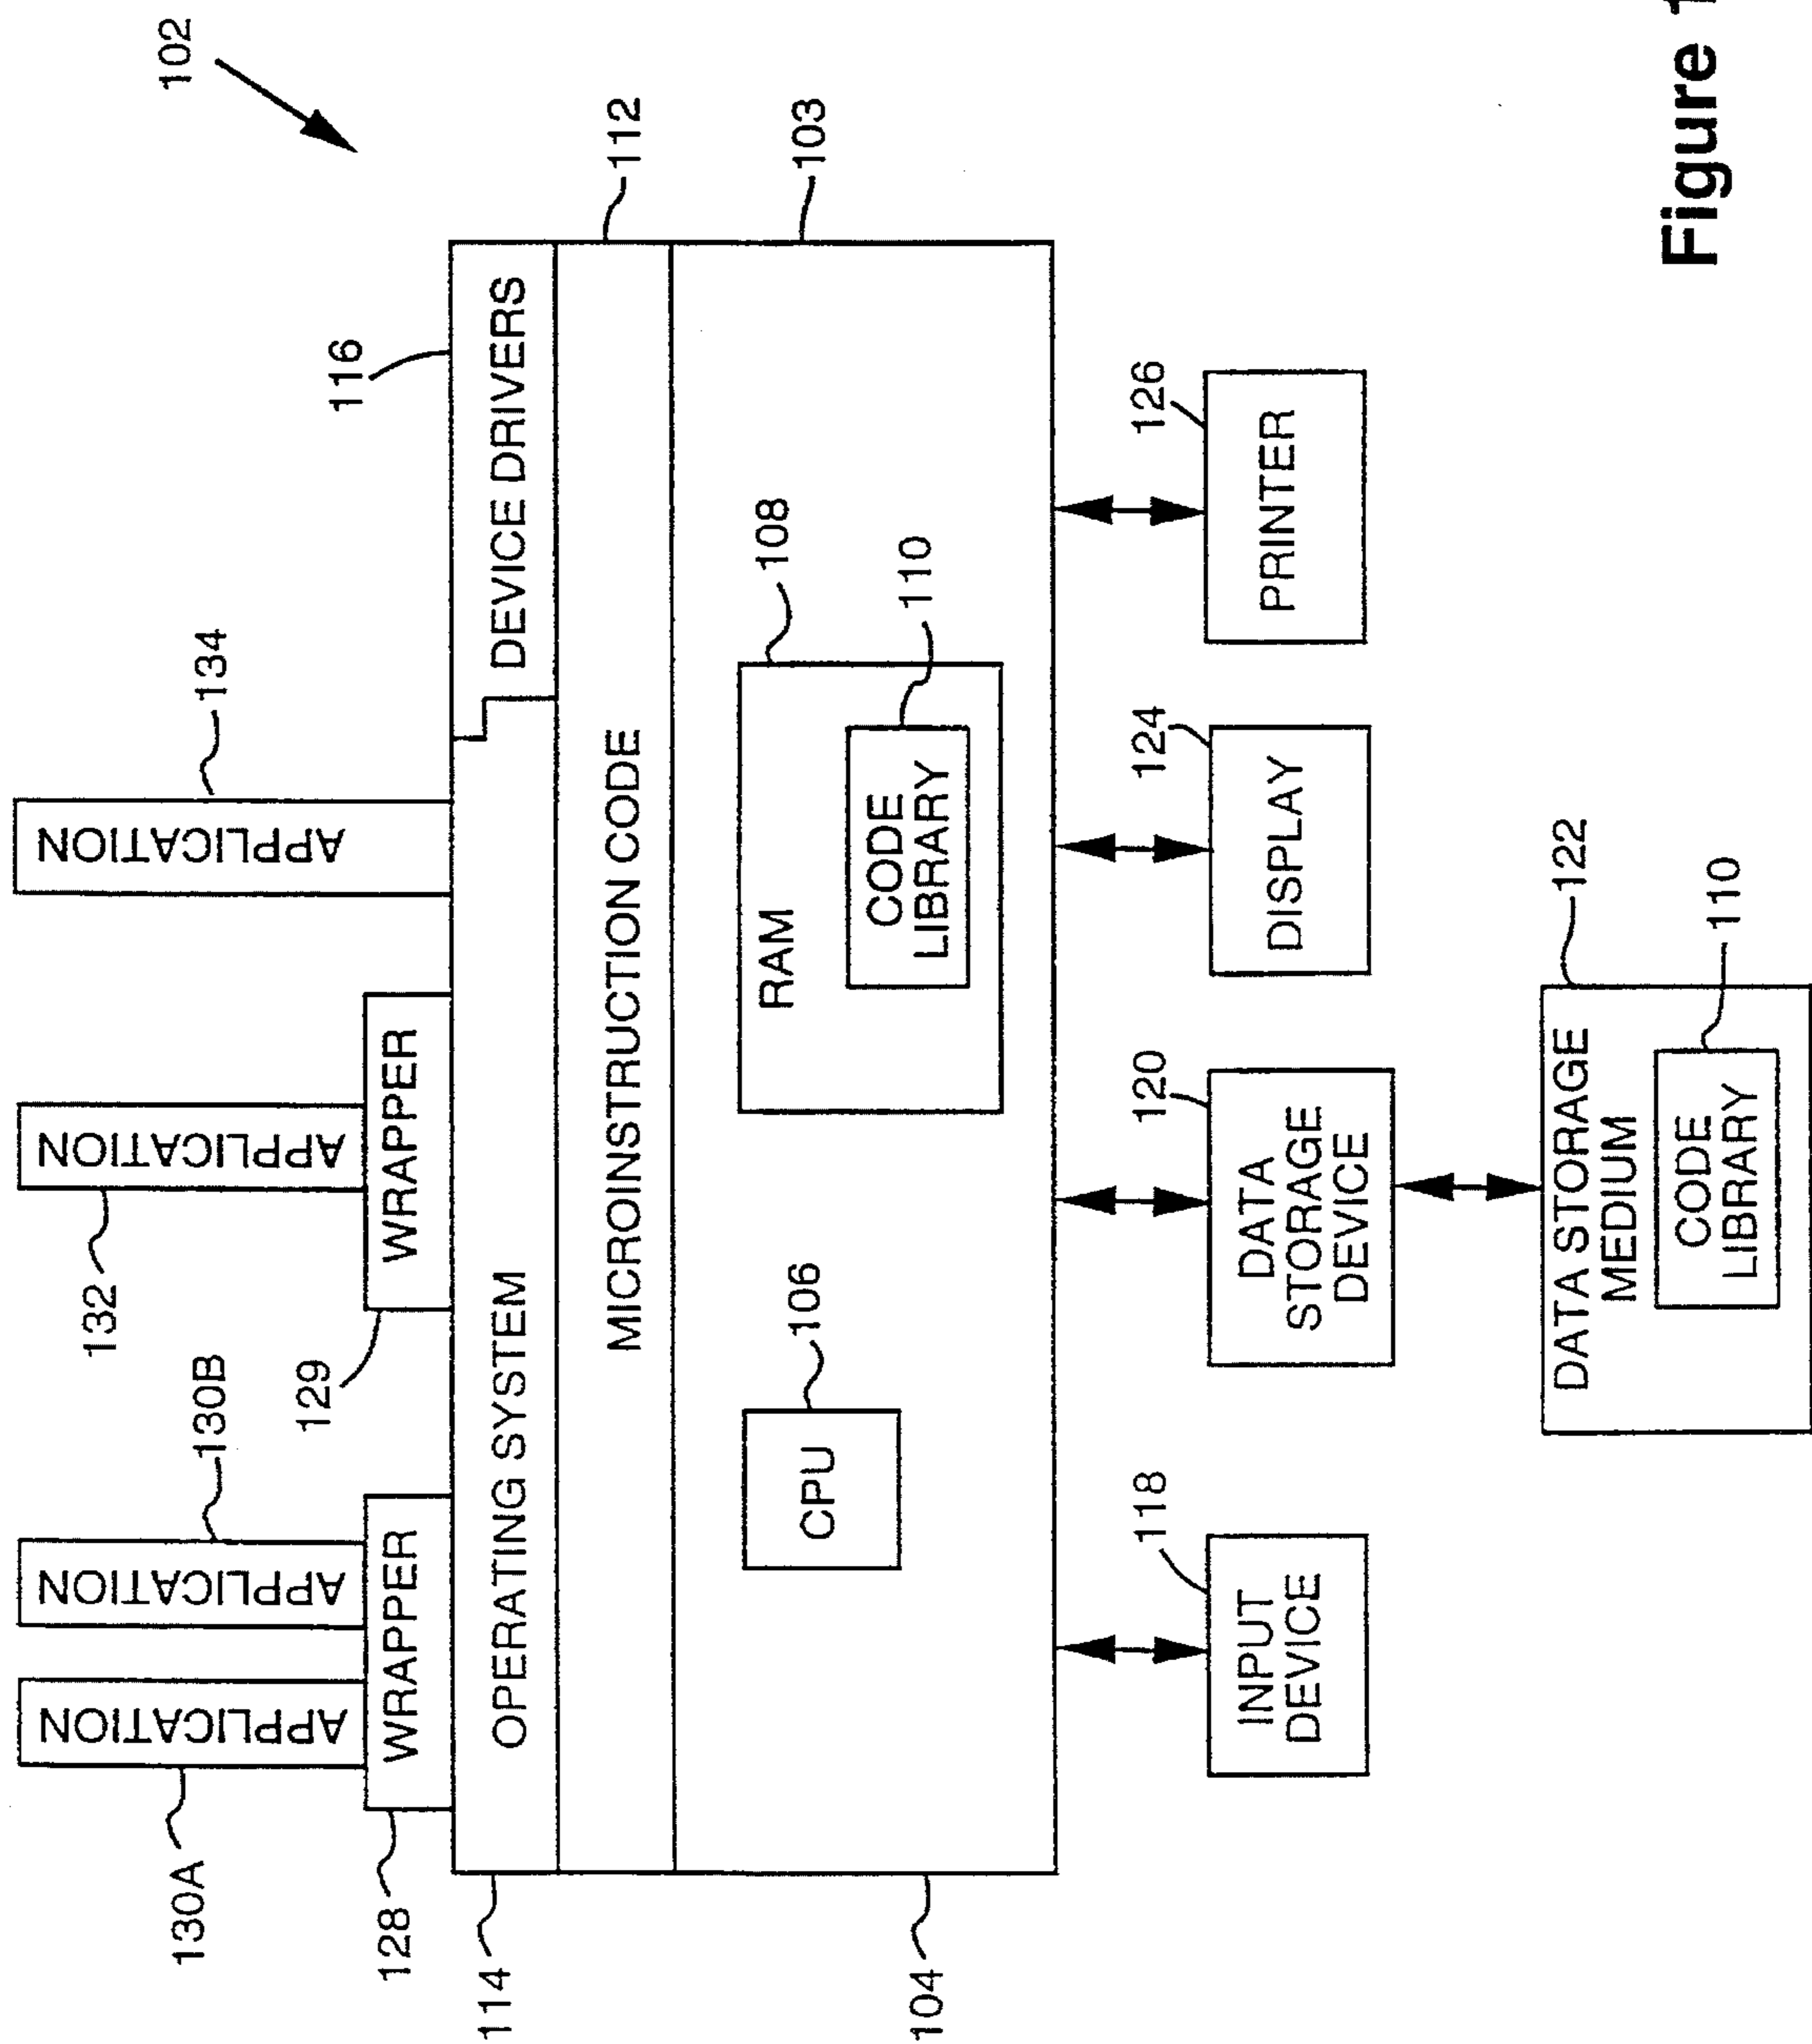 102
130A
APPLICATION
130B
APPLICATION
132
APPLICATION
134
APPLICATION
128
WRAPPER
129
WRAPPER
116
114
OPERATING SYSTEM
DEVICE DRIVERS
MICROINSTRUCTION CODE
112
103
104
CPU
106
RAM
108
CODE
LIBRARY
110
118
INPUT
DEVICE
120
DATA
STORAGE
DEVICE
124
DISPLAY
126
PRINTER
DATA STORAGE
MEDIUM
122
CODE
LIBRARY
110
Figure 1